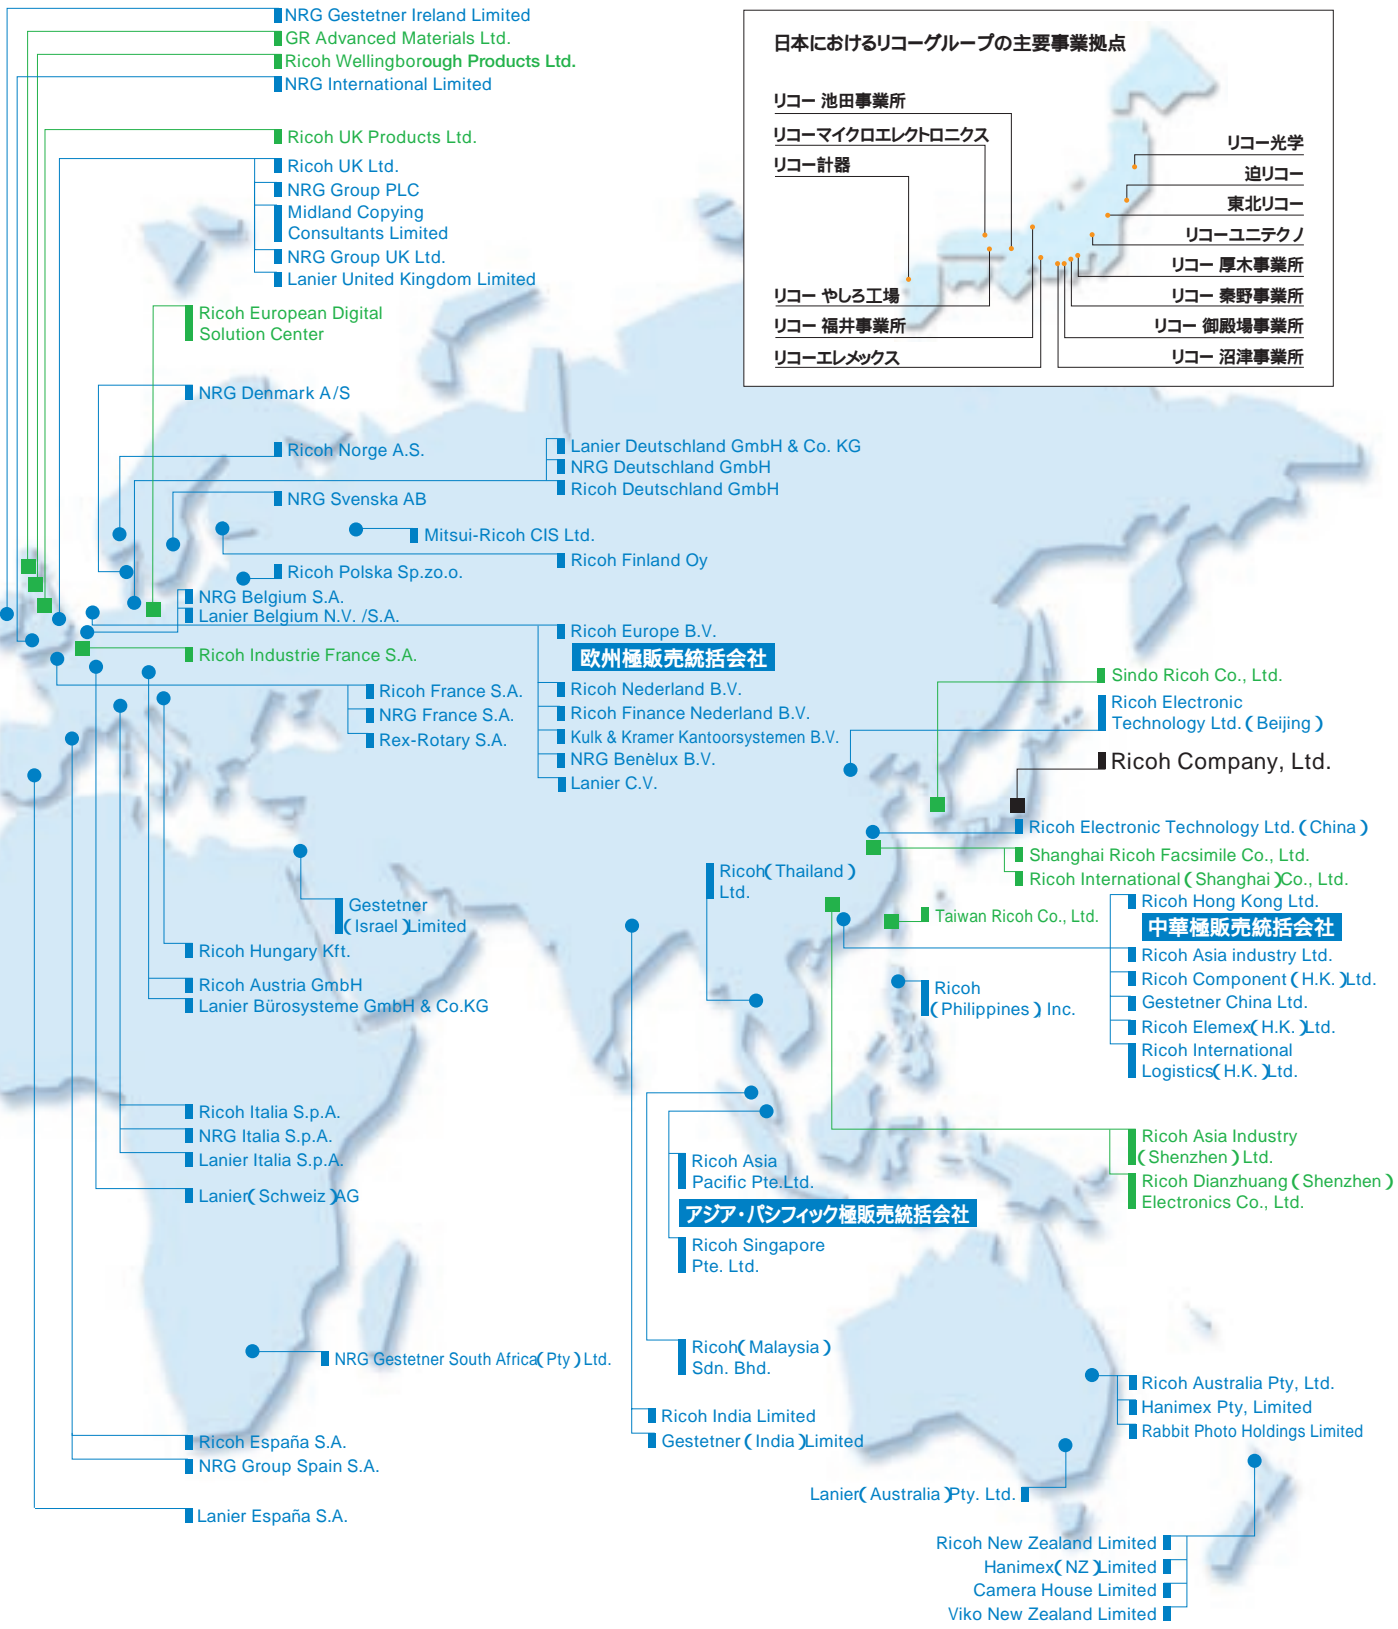 NRG Gestetner Ireland Limited
GR Advanced Materials Ltd.
Ricoh Wellingborough Products Ltd.
NRG International Limited
Ricoh UK Products Ltd.
Ricoh UK Ltd.
NRG Group PLC
Midland Copying
Consultants Limited
NRG Group UK Ltd.
Lanier United Kingdom Limited
Ricoh European Digital
Solution Center
NRG Denmark A/S
Ricoh Norge A.S.
Lanier Deutschland GmbH & Co. KG
NRG Deutschland GmbH
Ricoh Deutschland GmbH
NRG Svenska AB
Mitsui-Ricoh CIS Ltd.
Ricoh Finland Oy
Ricoh Polska Sp.zo.o.
NRG Belgium S.A.
Lanier Belgium N.V. /S.A.
Ricoh Europe B.V.
欧州極販売統括会社
Ricoh Industrie France S.A.
Ricoh France S.A.
NRG France S.A.
Rex-Rotary S.A.
Ricoh Nederland B.V.
Ricoh Finance Nederland B.V.
Kulk & Kramer Kantoorsystemen B.V.
NRG Benelux B.V.
Lanier C.V.
日本におけるリコーグループの主要事業拠点
リコー 池田事業所
リコーマイクロエレクトロニクス
リコー計器
リコー やしろ工場
リコー 福井事業所
リコーエレメックス
リコー光学
迫リコー
東北リコー
リコーユニテクノ
リコー 厚木事業所
リコー 秦野事業所
リコー 御殿場事業所
リコー 沼津事業所
Sindo Ricoh Co., Ltd.
Ricoh Electronic
Technology Ltd.(Beijing)
Ricoh Company, Ltd.
Ricoh Electronic Technology Ltd.(China)
Shanghai Ricoh Facsimile Co., Ltd.
Ricoh International(Shanghai)Co., Ltd.
Ricoh(Thailand)
Ltd.
Taiwan Ricoh Co., Ltd.
Ricoh Hong Kong Ltd.
中華極販売統括会社
Ricoh Asia industry Ltd.
Ricoh Component(H.K.)Ltd.
Gestetner China Ltd.
Ricoh Elemex(H.K.)Ltd.
Ricoh International
Logistics(H.K.)Ltd.
Gestetner
(Israel)Limited
Ricoh Hungary Kft.
Ricoh Austria GmbH
Lanier Bürosysteme GmbH & Co.KG
Ricoh
(Philippines), Inc.
Ricoh Italia S.p.A.
NRG Italia S.p.A.
Lanier Italia S.p.A.
Lanier(Schweiz)AG
Ricoh Asia
Pacific Pte.Ltd.
アジア・パシフィック極販売統括会社
Ricoh Singapore
Pte. Ltd.
Ricoh Asia Industry
(Shenzhen)Ltd.
Ricoh Dianzhuang(Shenzhen)
Electronics Co., Ltd.
NRG Gestetner South Africa(Pty)Ltd.
Ricoh(Malaysia)
Sdn. Bhd.
Ricoh India Limited
Gestetner(India)Limited
Ricoh Australia Pty, Ltd.
Hanimex Pty, Limited
Rabbit Photo Holdings Limited
Ricoh España S.A.
NRG Group Spain S.A.
Lanier España S.A.
Lanier(Australia)Pty. Ltd.
Ricoh New Zealand Limited
Hanimex(NZ)Limited
Camera House Limited
Viko New Zealand Limited